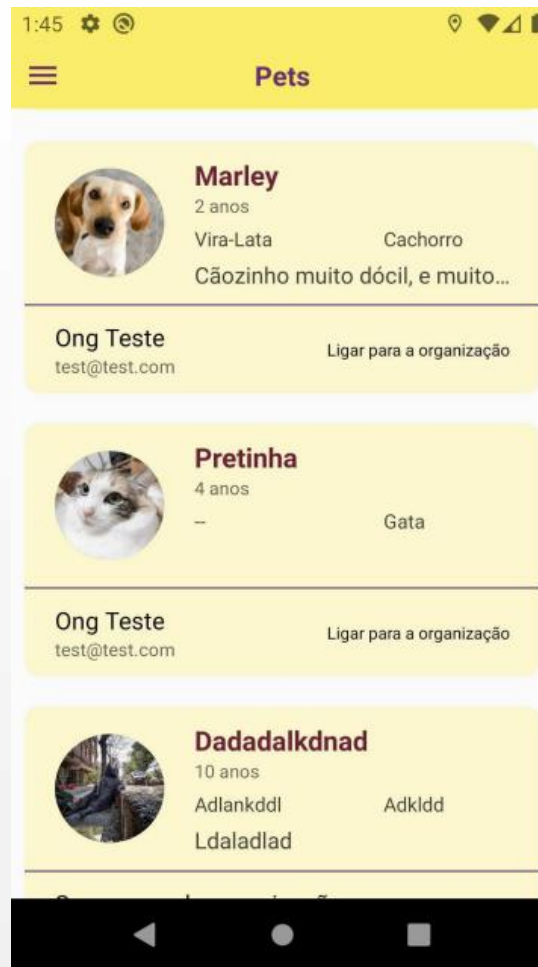 1:45
Pets
Marley
2 anos
Vira-Lata Cachorro
Cãozinho muito dócil, e muito...
Ong Teste
test@test.com
Ligar para a organização
Pretinha
4 anos
-- Gata
Ong Teste
test@test.com
Ligar para a organização
Dadadalkdnad
10 anos
Adlankddl Adkldd
Ldaladlad